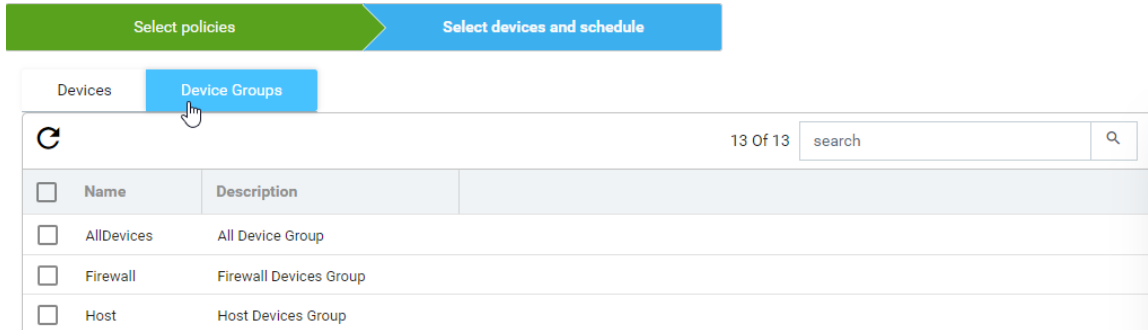 Select policies Select devices and schedule
Devices Device Groups
13 Of 13 search
Name Description
AllDevices All Device Group
Firewall Firewall Devices Group
Host Host Devices Group